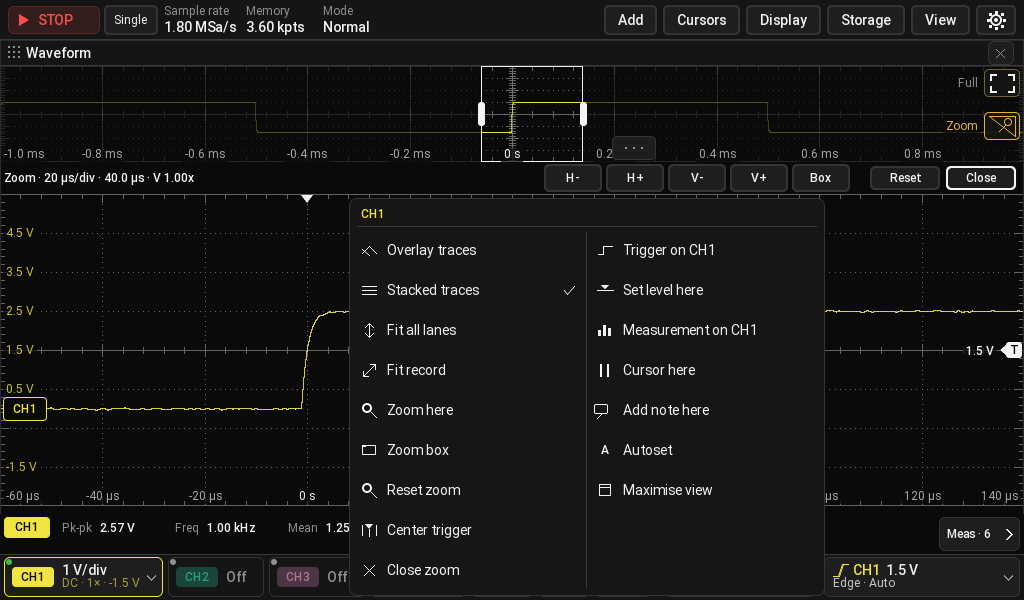 STOP
Single
Sample rate
1.80 MSa/s
Memory
3.60 kpts
Mode
Normal
Add
Cursors
Display
Storage
View
Waveform
Full
Zoom
-1.0 ms -0.8 ms -0.6 ms -0.4 ms -0.2 ms 0 s 0.2 0.4 ms 0.6 ms 0.8 ms
Zoom · 20 µs/div · 40.0 µs · V 1.00x
H- H+ V- V+ Box Reset Close
CH1
Overlay traces
Stacked traces
Fit all lanes
Fit record
Zoom here
Zoom box
Reset zoom
Center trigger
Close zoom
Trigger on CH1
Set level here
Measurement on CH1
Cursor here
Add note here
A Autoset
Maximise view
4.5 V
3.5 V
2.5 V
1.5 V
0.5 V
CH1
-1.5 V
1.5 V T
-60 µs -40 µs -20 µs 0 s µs 120 µs 140 µs
CH1 Pk-pk 2.57 V Freq 1.00 kHz Mean 1.25
Meas · 6
CH1 1 V/div
DC · 1× · -1.5 V
CH2 Off
CH3 Off
CH1 1.5 V
Edge · Auto